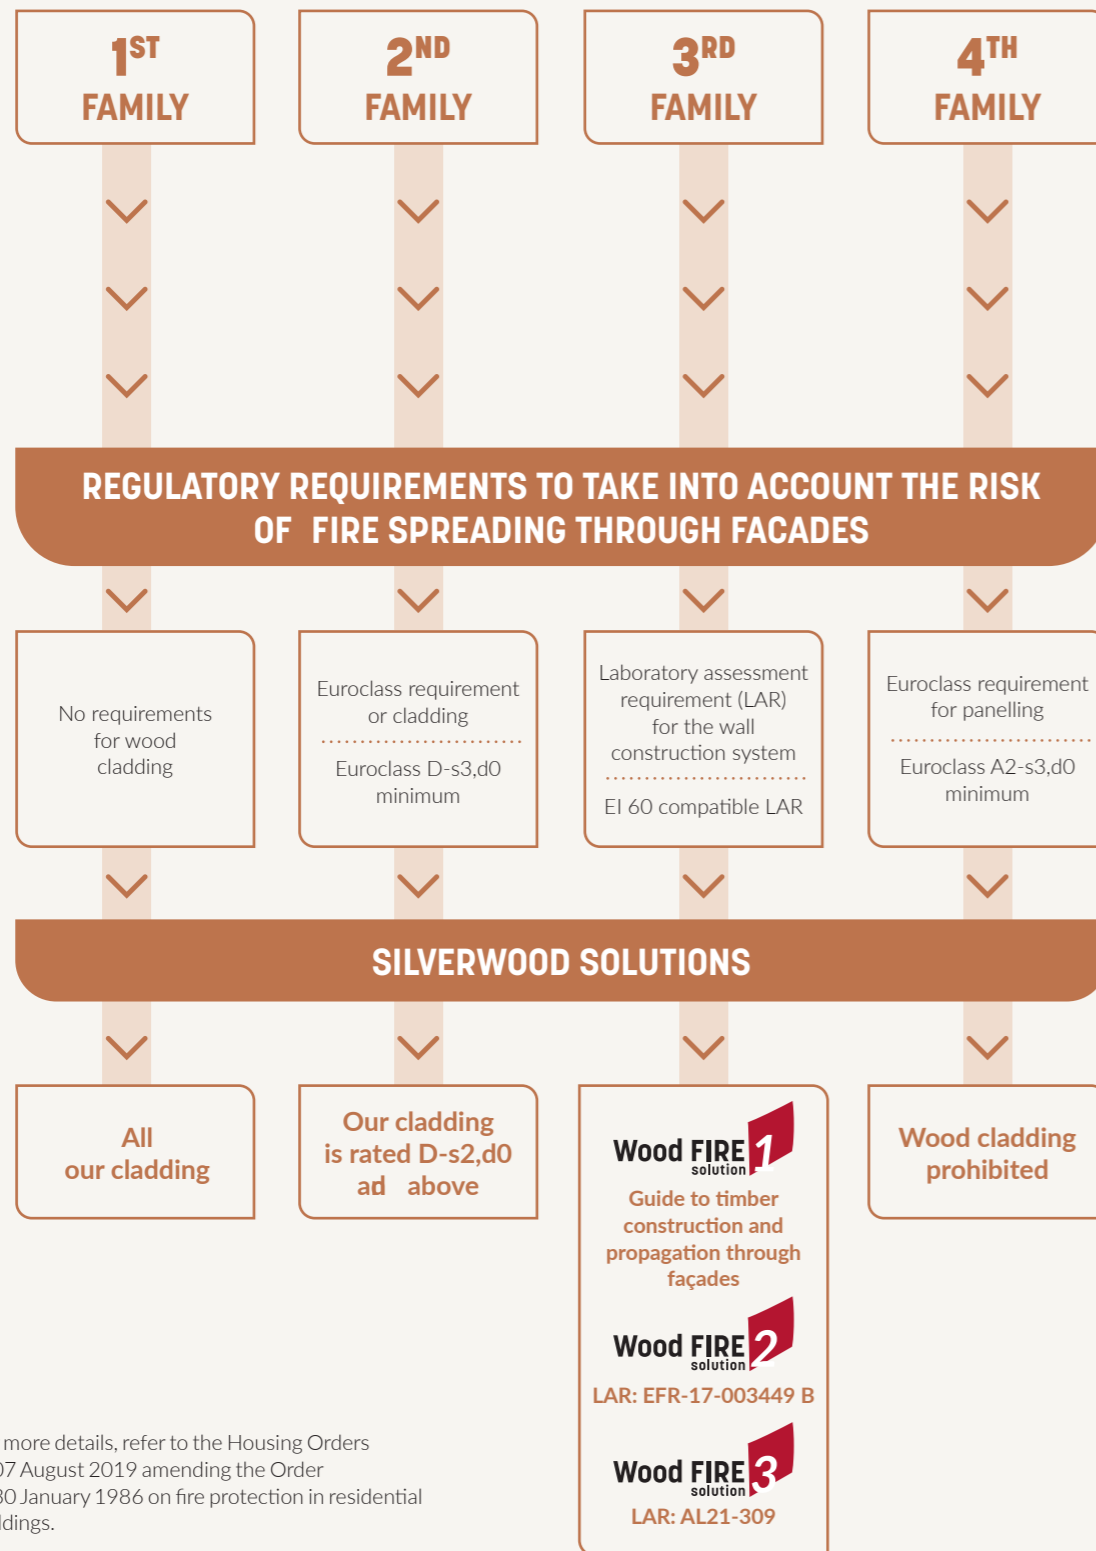 1ST
FAMILY
2ND
FAMILY
3RD
FAMILY
4TH
FAMILY
REGULATORY REQUIREMENTS TO TAKE INTO ACCOUNT THE RISK
OF FIRE SPREADING THROUGH FACADES
No requirements
for wood
cladding
Euroclass requirement
or cladding
Euroclass D-s3,d0
minimum
Laboratory assessment
requirement (LAR)
for the wall
construction system
EI 60 compatible LAR
Euroclass requirement
for panelling
Euroclass A2-s3,d0
minimum
SILVERWOOD SOLUTIONS
All
our cladding
Our cladding
is rated D-s2,d0
ad above
Wood FIRE 1
solution
Guide to timber
construction and
propagation through
façades
Wood FIRE 2
solution
LAR: EFR-17-003449 B
Wood FIRE 3
solution
LAR: AL21-309
Wood cladding
prohibited
more details, refer to the Housing Orders
07 August 2019 amending the Order
30 January 1986 on fire protection in residential
ldings.